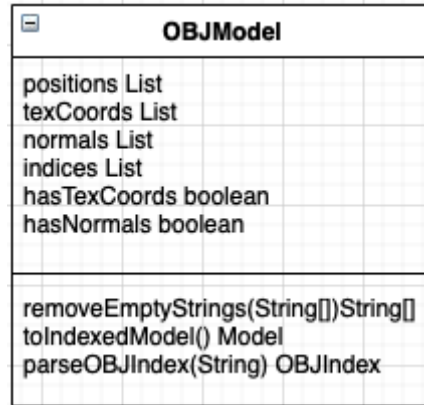 OBJModel
positions List
texCoords List
normals List
indices List
hasTexCoords boolean
hasNormals boolean
removeEmptyStrings(String[])String[]
toIndexedModel() Model
parseOBJIndex(String) OBJIndex